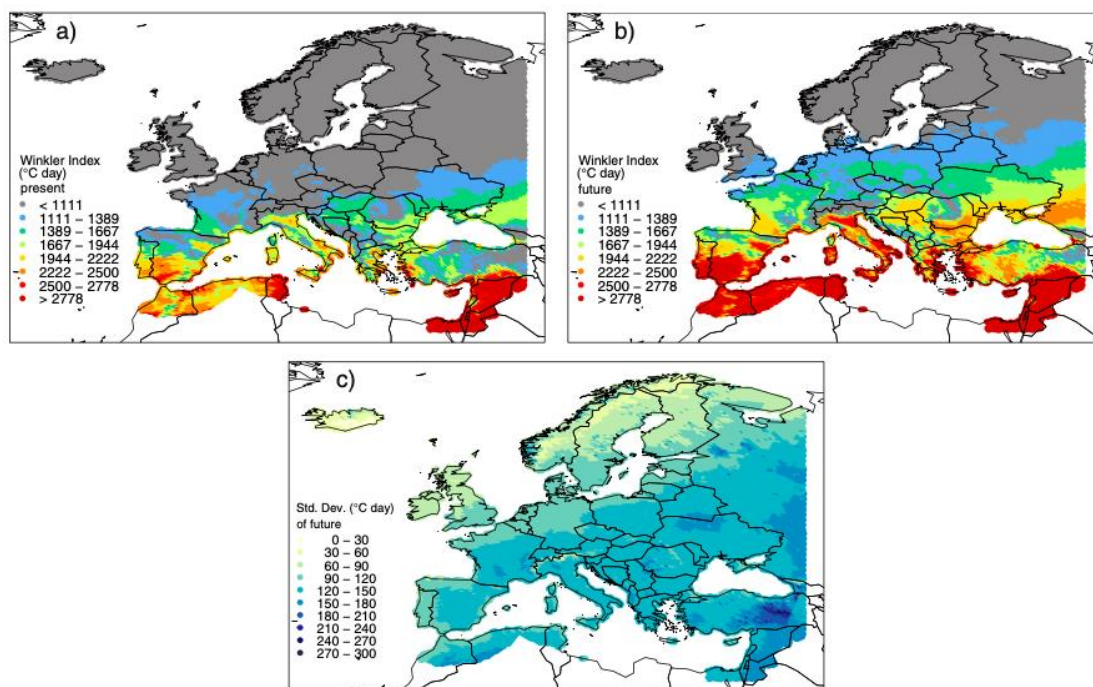 a)
Winkler Index
(°C day)
present
< 1111
1111 – 1389
1389 – 1667
1667 – 1944
1944 – 2222
2222 – 2500
2500 – 2778
> 2778
b)
Winkler Index
(°C day)
future
< 1111
1111 – 1389
1389 – 1667
1667 – 1944
1944 – 2222
2222 – 2500
2500 – 2778
> 2778
c)
Std. Dev. (°C day)
of future
0 – 30
30 – 60
60 – 90
90 – 120
120 – 150
150 – 180
180 – 210
210 – 240
240 – 270
270 – 300